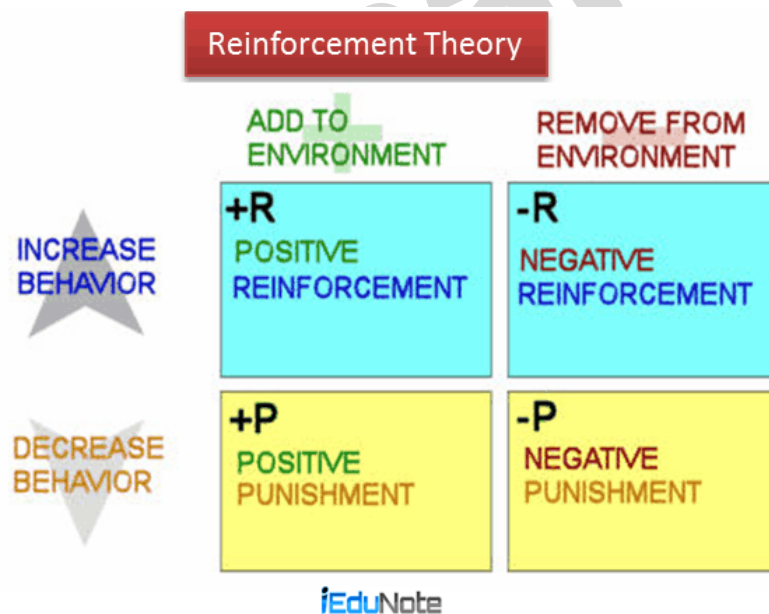 Reinforcement Theory
ADD TO
ENVIRONMENT
REMOVE FROM
ENVIRONMENT
INCREASE
BEHAVIOR
+R
POSITIVE
REINFORCEMENT
-R
NEGATIVE
REINFORCEMENT
DECREASE
BEHAVIOR
+P
POSITIVE
PUNISHMENT
-P
NEGATIVE
PUNISHMENT
iEduNote